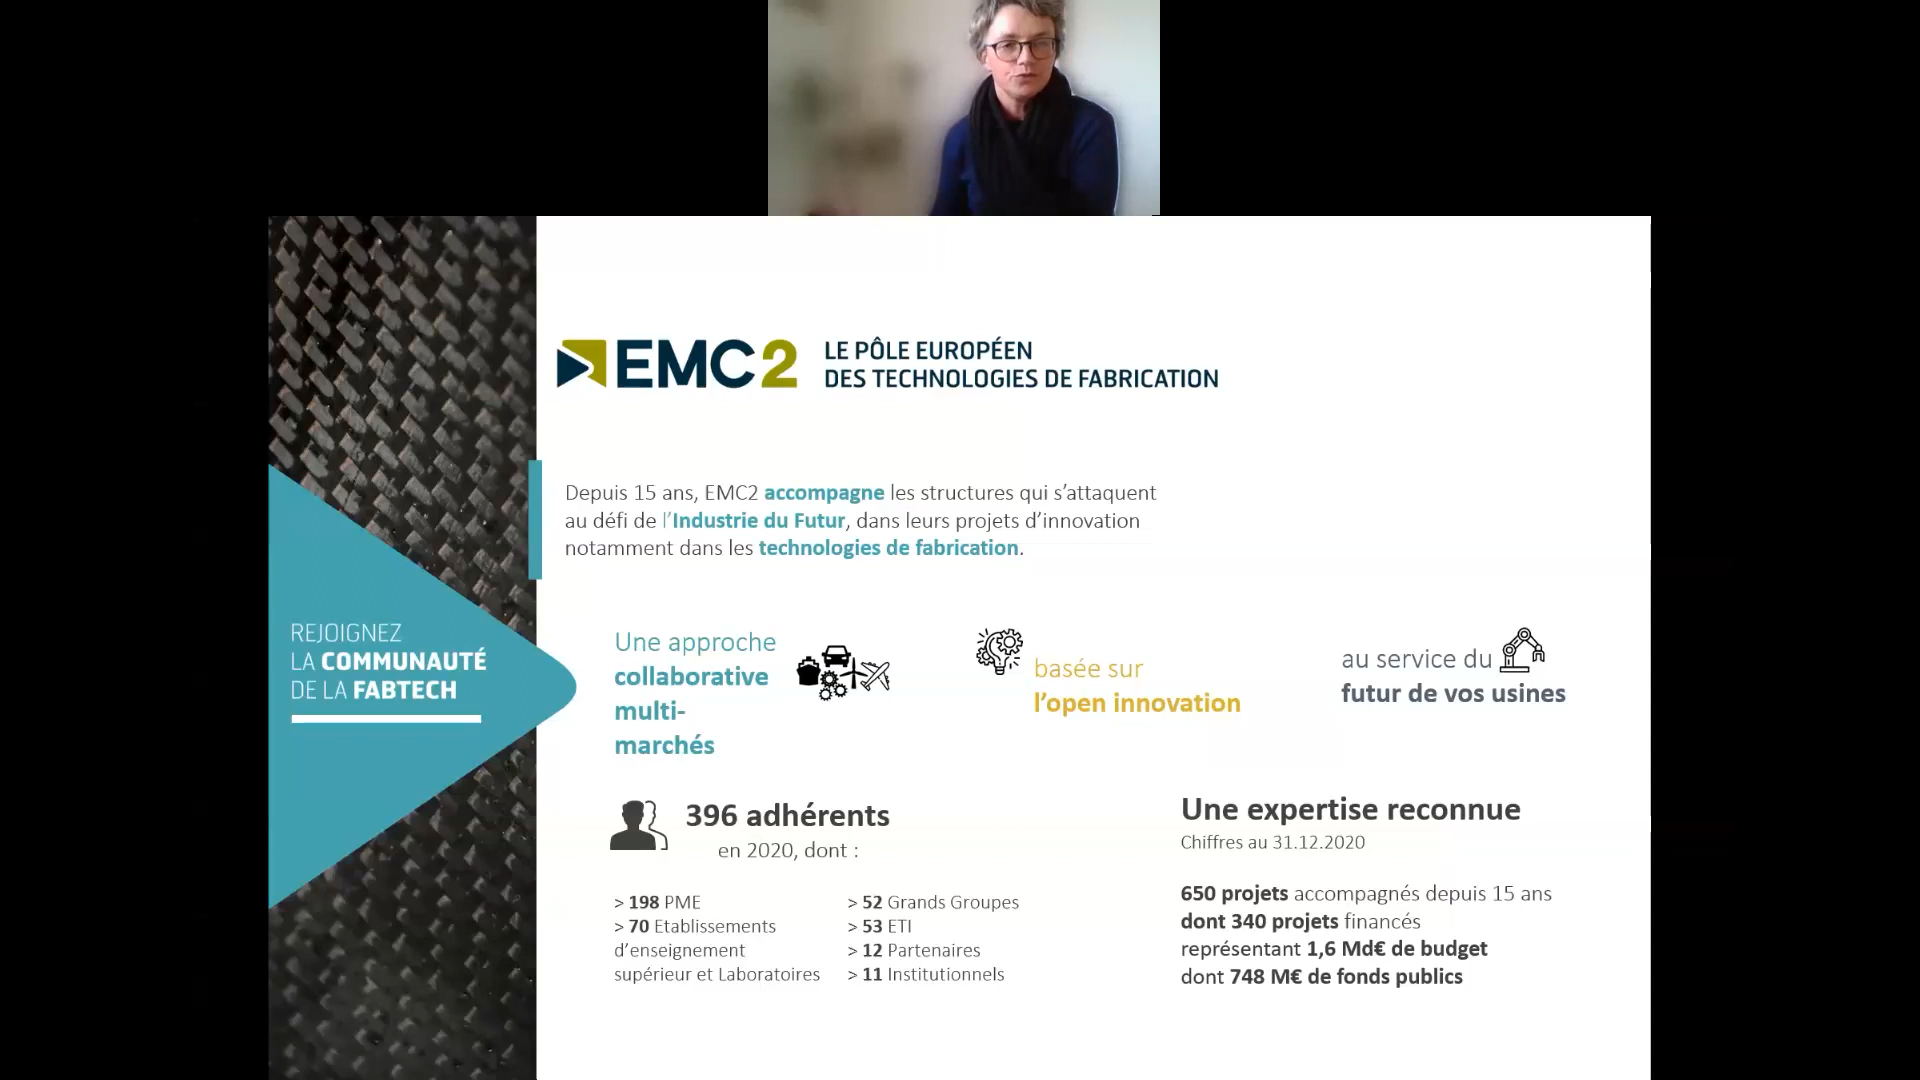 EMC2
LE PÔLE EUROPÉEN
DES TECHNOLOGIES DE FABRICATION
Depuis 15 ans, EMC2 accompagne les structures qui s’attaquent
au défi de l’Industrie du Futur, dans leurs projets d’innovation
notamment dans les technologies de fabrication.
REJOIGNEZ
LA COMMUNAUTÉ
DE LA FABTECH
Une approche
collaborative
multi-
marchés
basée sur
l’open innovation
au service du
futur de vos usines
396 adhérents
en 2020, dont :
> 198 PME
> 70 Etablissements
d’enseignement
supérieur et Laboratoires
> 52 Grands Groupes
> 53 ETI
> 12 Partenaires
> 11 Institutionnels
Une expertise reconnue
Chiffres au 31.12.2020
650 projets accompagnés depuis 15 ans
dont 340 projets financés
représentant 1,6 Md€ de budget
dont 748 M€ de fonds publics